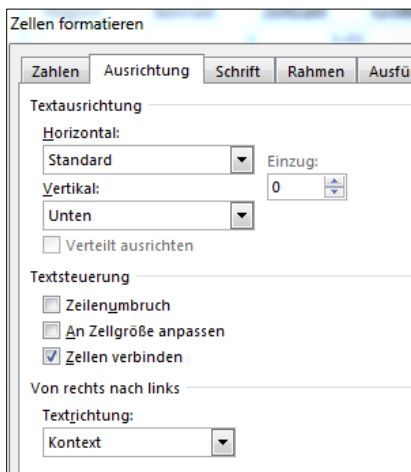 Zellen formatieren
Zahlen Ausrichtung Schrift Rahmen
Textausrichtung
Horizontal:
Standard
Einzug:
Vertikal:
0
Unten
Verteilt ausrichten
Textsteuerung
Zeilenumbruch
An Zellgröße anpassen
Zellen verbinden
Von rechts nach links
Textrichtung:
Kontext